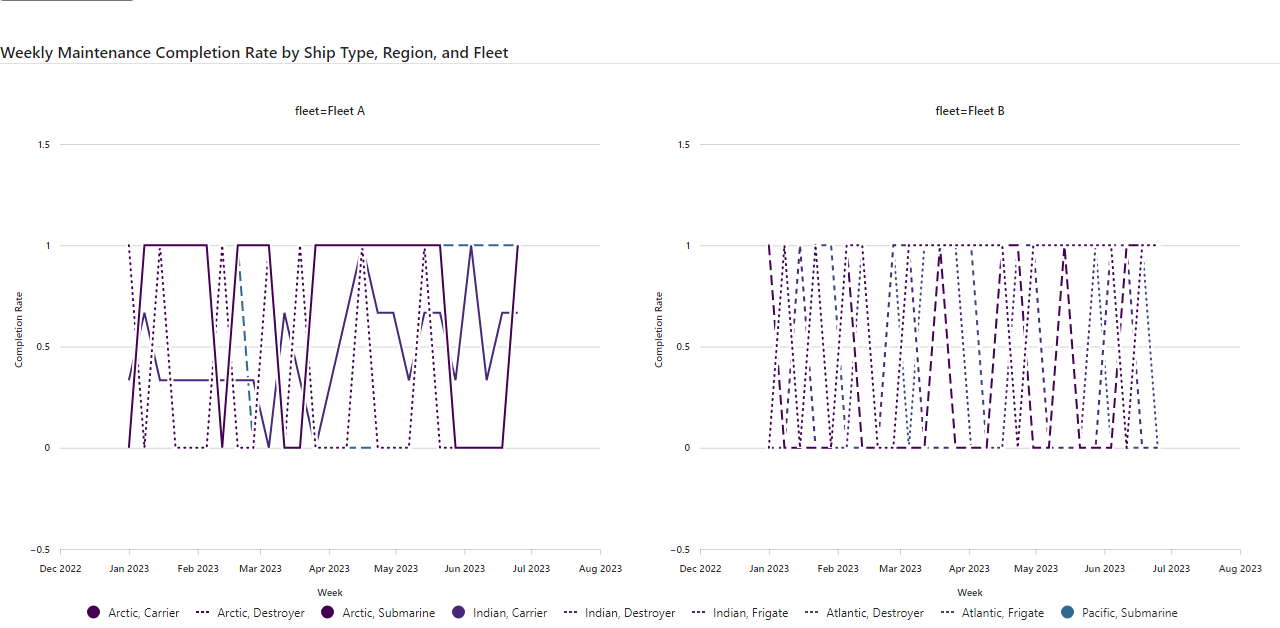 Weekly Maintenance Completion Rate by Ship Type, Region, and Fleet
fleet=Fleet A
fleet=Fleet B
1.5
1
0.5
0
−0.5
Completion Rate
Dec 2022 Jan 2023 Feb 2023 Mar 2023 Apr 2023 May 2023 Jun 2023 Jul 2023 Aug 2023
Week
1.5
1
0.5
0
−0.5
Completion Rate
Dec 2022 Jan 2023 Feb 2023 Mar 2023 Apr 2023 May 2023 Jun 2023 Jul 2023 Aug 2023
Week
Arctic, Carrier Arctic, Destroyer Arctic, Submarine Indian, Carrier Indian, Destroyer Indian, Frigate Atlantic, Destroyer Atlantic, Frigate Pacific, Submarine